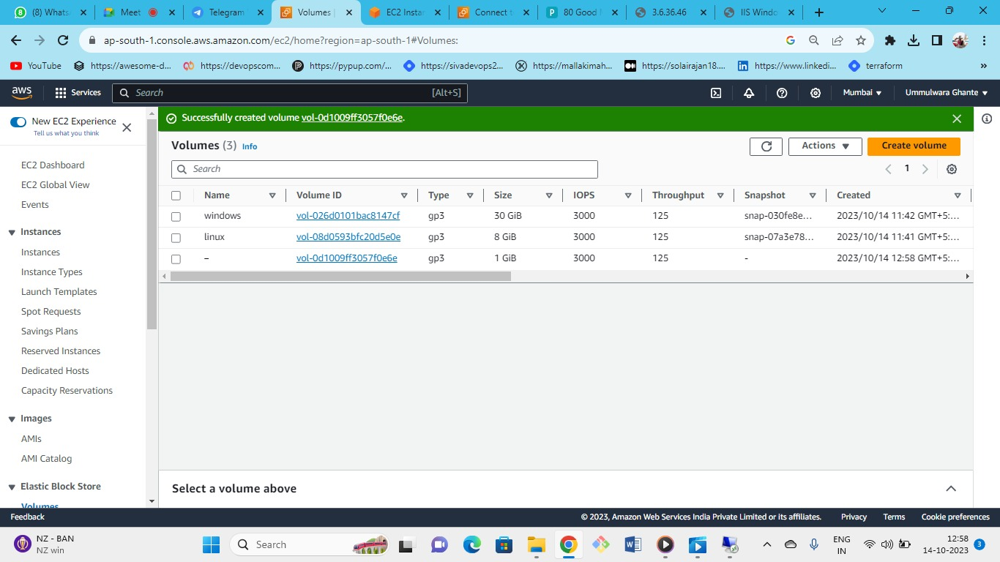 (8) Whats
Meet
Telegram
Volumes |
EC2 Instan
Connect t
80 Good
3.6.36.46
IIS Windo
ap-south-1.console.aws.amazon.com/ec2/home?region=ap-south-1#Volumes:
YouTube
https://awesome-d...
https://devopscom...
https://pypup.com/...
https://sivadevops2...
https://mallakimah...
https://solairajan18....
https://www.linkedi...
terraform
»
aws
Services
Search
[Alt+S]
Mumbai
Ummulwara Ghante
New EC2 Experience
Tell us what you think
EC2 Dashboard
EC2 Global View
Events
Instances
Instances
Instance Types
Launch Templates
Spot Requests
Savings Plans
Reserved Instances
Dedicated Hosts
Capacity Reservations
Images
AMIs
AMI Catalog
Elastic Block Store
Volumes
Successfully created volume vol-0d1009ff3057f0e6e.
Volumes (3) Info
Actions
Create volume
Search
1
Name Volume ID Type Size IOPS Throughput Snapshot Created
windows vol-026d0101bac8147cf gp3 30 GiB 3000 125 snap-030fe8e... 2023/10/14 11:42 GMT+5:...
linux vol-08d0593bfc20d5e0e gp3 8 GiB 3000 125 snap-07a3e78... 2023/10/14 11:41 GMT+5:...
– vol-0d1009ff3057f0e6e gp3 1 GiB 3000 125 - 2023/10/14 12:58 GMT+5:...
Select a volume above
Feedback
© 2023, Amazon Web Services India Private Limited or its affiliates.
Privacy
Terms
Cookie preferences
NZ - BAN
NZ win
Search
ENG
IN
12:58
14-10-2023
3